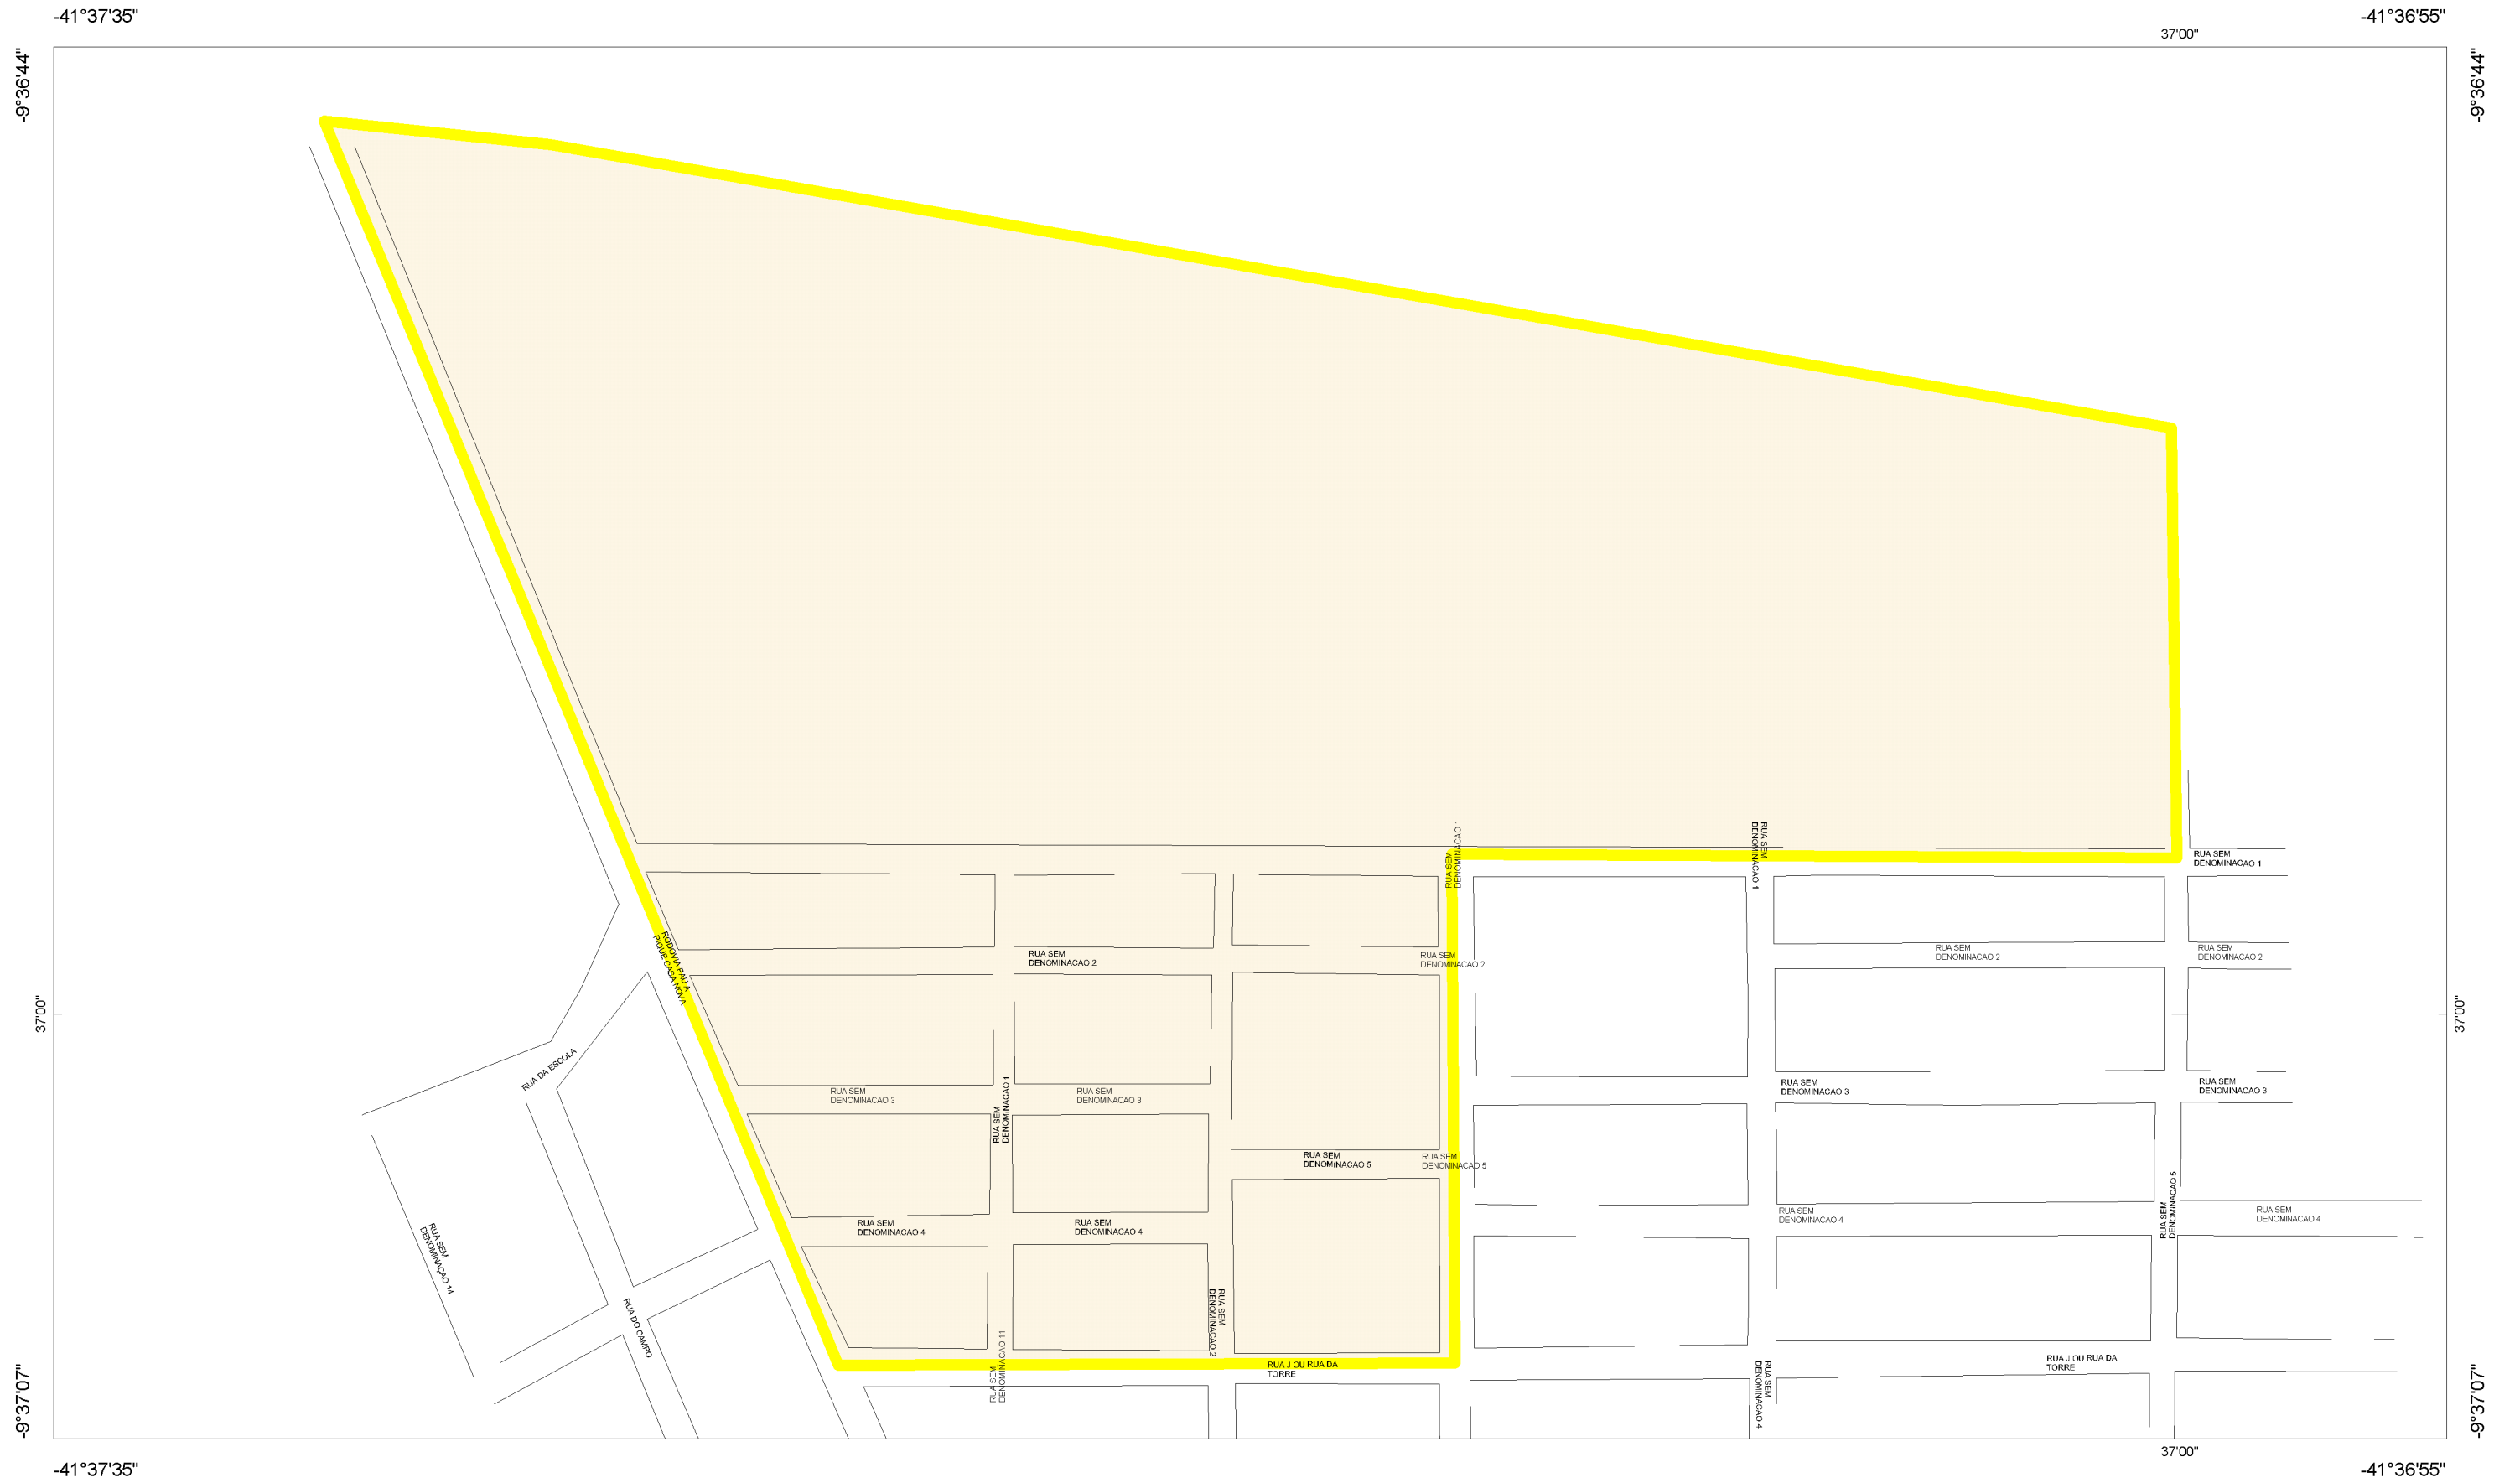 -41°37'35"
-41°36'55"
37'00"
-9°36'44"
-9°36'44"
RUA SEM
DENOMINACAO 1
RUA SEM
DENOMINACAO 1
RUA SEM
DENOMINACAO 1
RODOVIA PAU A
PIQUE CASA NOVA
RUA SEM
DENOMINACAO 2
RUA SEM
DENOMINACAO 2
RUA SEM
DENOMINACAO 2
RUA SEM
DENOMINACAO 2
37'00"
37'00"
RUA DA ESCOLA
RUA SEM
DENOMINACAO 3
RUA SEM
DENOMINACAO 1
RUA SEM
DENOMINACAO 3
RUA SEM
DENOMINACAO 3
RUA SEM
DENOMINACAO 3
RUA SEM
DENOMINACAO 5
RUA SEM
DENOMINACAO 5
RUA SEM
DENOMINACAO 5
RUA SEM
DENOMINAÇAO 14
RUA SEM
DENOMINACAO 4
RUA SEM
DENOMINACAO 4
RUA SEM
DENOMINACAO 4
RUA SEM
DENOMINACAO 4
RUA DO CAMPO
RUA SEM
DENOMINACAO 2
RUA SEM
DENOMINACAO 11
RUA J OU RUA DA
TORRE
RUA SEM
DENOMINACAO 4
RUA J OU RUA DA
TORRE
-9°37'07"
-9°37'07"
37'00"
-41°37'35"
-41°36'55"